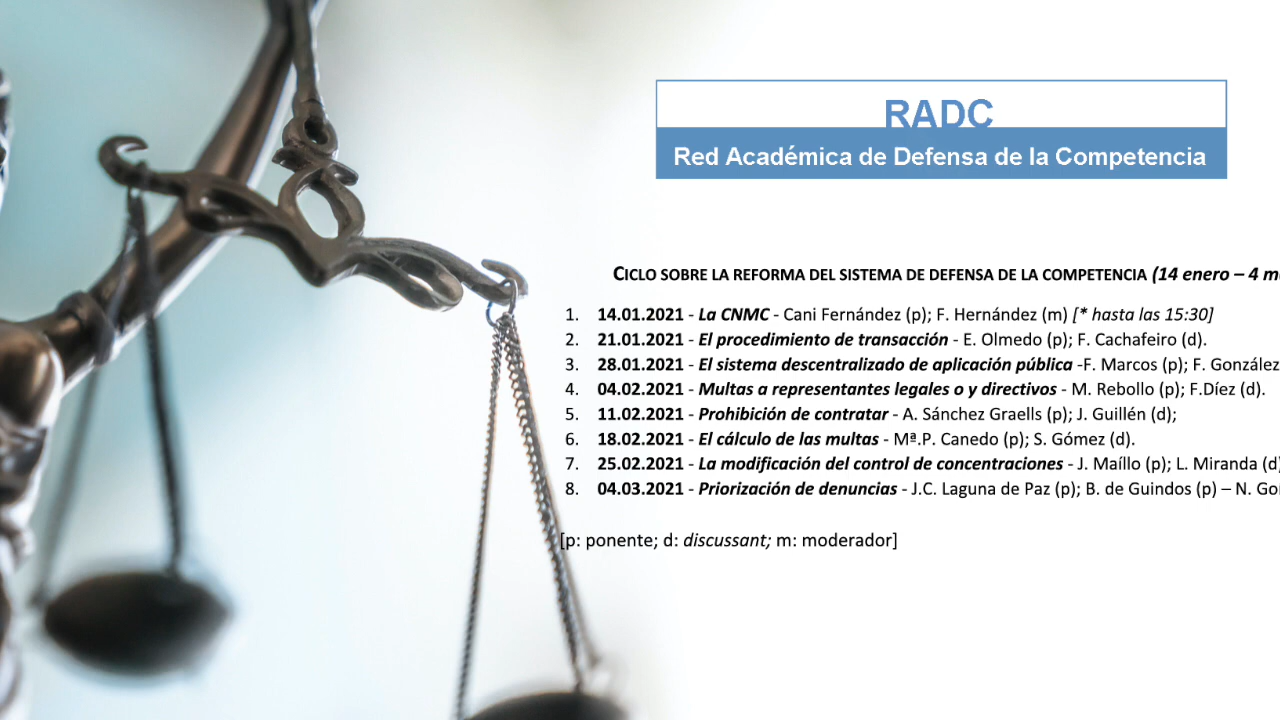 RADC
Red Académica de Defensa de la Competencia
CICLO SOBRE LA REFORMA DEL SISTEMA DE DEFENSA DE LA COMPETENCIA (14 enero – 4
1. 14.01.2021 - La CNMC - Cani Fernández (p); F. Hernández (m) [* hasta las 15:30]
2. 21.01.2021 - El procedimiento de transacción - E. Olmedo (p); F. Cachafeiro (d).
3. 28.01.2021 - El sistema descentralizado de aplicación pública -F. Marcos (p); F. González
4. 04.02.2021 - Multas a representantes legales o y directivos - M. Rebollo (p); F.Díez (d).
5. 11.02.2021 - Prohibición de contratar - A. Sánchez Graells (p); J. Guillén (d);
6. 18.02.2021 - El cálculo de las multas - Mª.P. Canedo (p); S. Gómez (d).
7. 25.02.2021 - La modificación del control de concentraciones - J. Maíllo (p); L. Miranda (d)
8. 04.03.2021 - Priorización de denuncias - J.C. Laguna de Paz (p); B. de Guindos (p) – N.
[p: ponente; d: discussant; m: moderador]